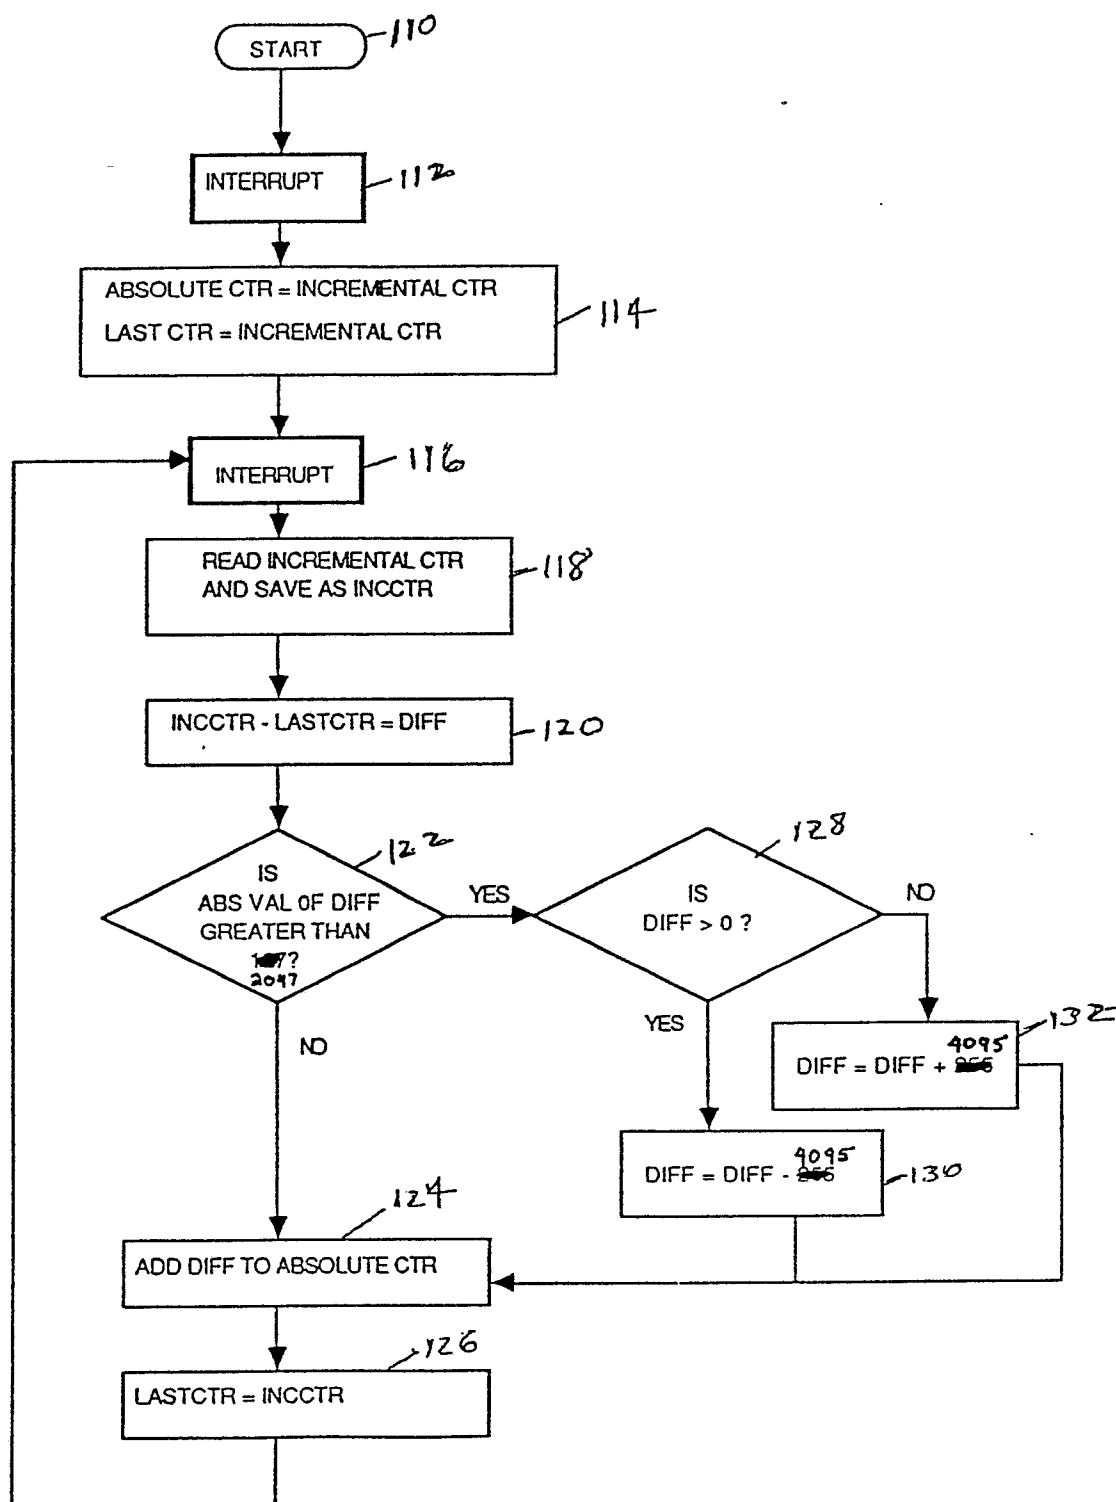 START
110
INTERRUPT
112
ABSOLUTE CTR = INCREMENTAL CTR
LAST CTR = INCREMENTAL CTR
114
INTERRUPT
116
READ INCREMENTAL CTR
AND SAVE AS INCCTR
118
INCCTR - LASTCTR = DIFF
120
IS
ABS VAL OF DIFF
GREATER THAN
?
2047
122
YES
NO
IS
DIFF > 0 ?
128
NO
YES
4095
DIFF = DIFF +
132
4095
DIFF = DIFF -
130
ADD DIFF TO ABSOLUTE CTR
124
LASTCTR = INCCTR
126